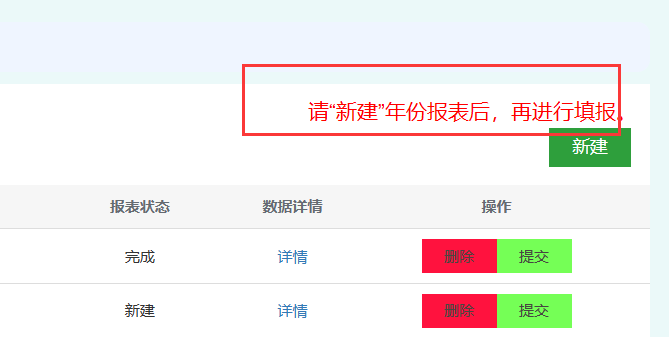 请“新建”年份报表后，再进行填报。
新建
报表状态 数据详情 操作
完成 详情 删除 提交
新建 详情 删除 提交